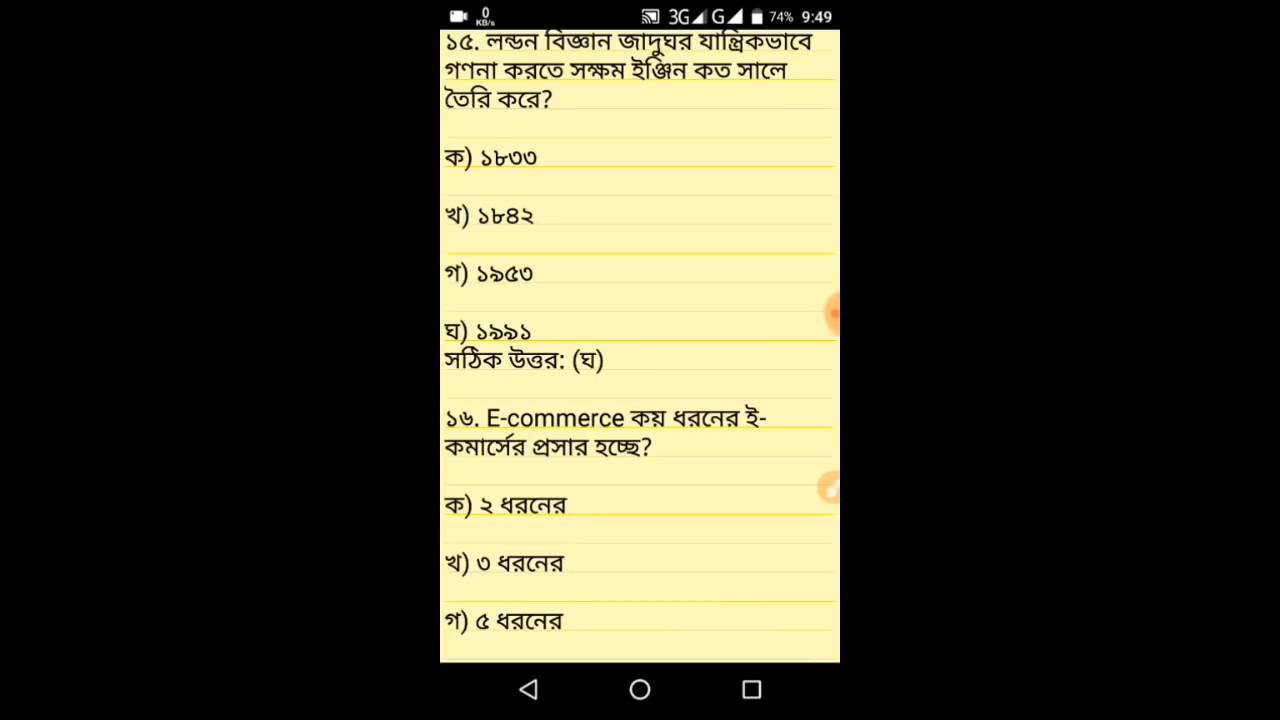 0
KB/s
3G G 74% 9:49
১৫. লন্ডন বিজ্ঞান জাদুঘর যান্ত্রিকভাবে
গণনা করতে সক্ষম ইঞ্জিন কত সালে
তৈরি করে?
ক) ১৮৩৩
খ) ১৮৪২
গ) ১৯৫৩
ঘ) ১৯৯১
সঠিক উত্তর: (ঘ)
১৬. E-commerce কয় ধরনের ই-
কমার্সের প্রসার হচ্ছে?
ক) ২ ধরনের
খ) ৩ ধরনের
গ) ৫ ধরনের